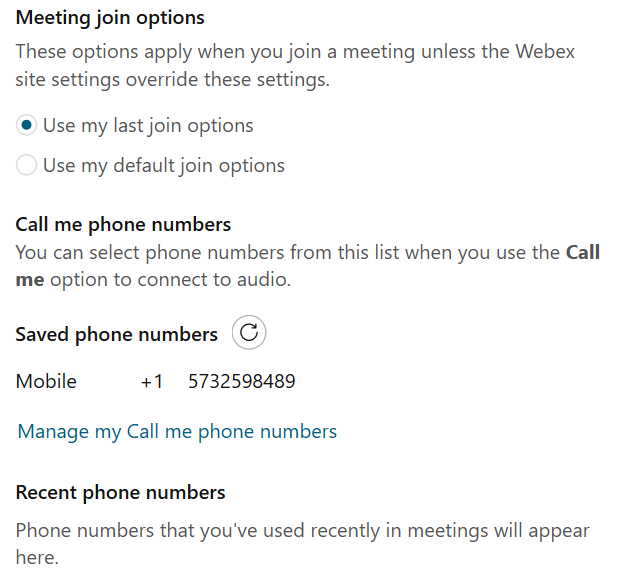 Meeting join options
These options apply when you join a meeting unless the Webex
site settings override these settings.
Use my last join options
Use my default join options
Call me phone numbers
You can select phone numbers from this list when you use the Call
me option to connect to audio.
Saved phone numbers
Mobile +1 5732598489
Manage my Call me phone numbers
Recent phone numbers
Phone numbers that you've used recently in meetings will appear
here.